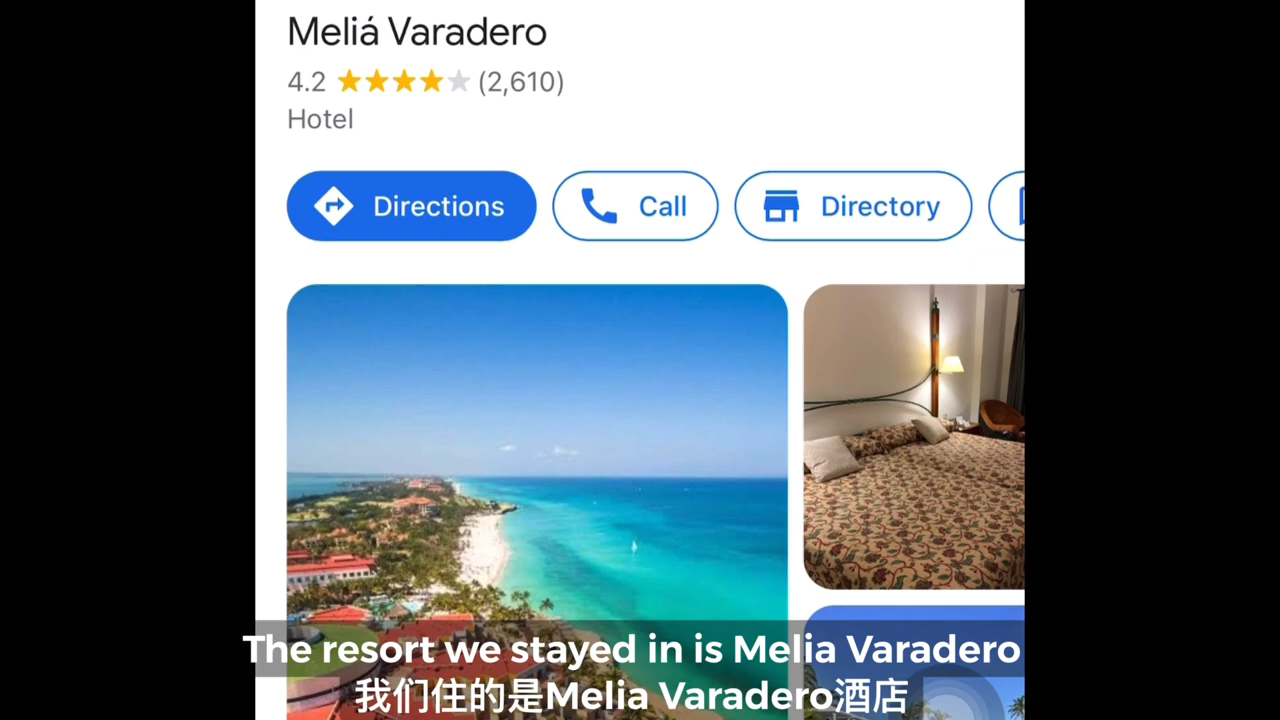 Meliá Varadero
4.2 (2,610)
Hotel
Directions Call Directory
The resort we stayed in is Melia Varadero
我们住的是Melia Varadero酒店